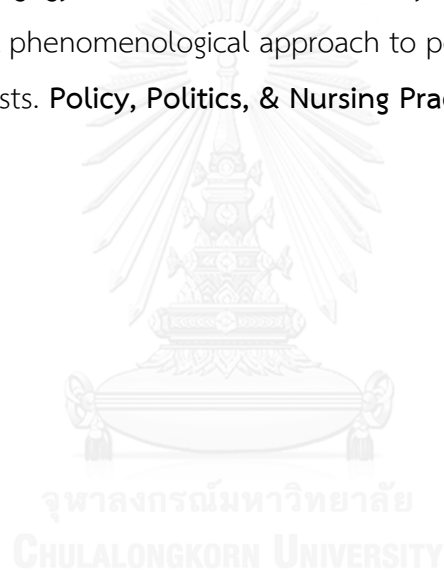 phenomenological approach to p
sts. Policy, Politics, & Nursing Prac
จุฬาลงกรณ์มหาวิทยาลัย
CHULALONGKORN UNIVERSITY